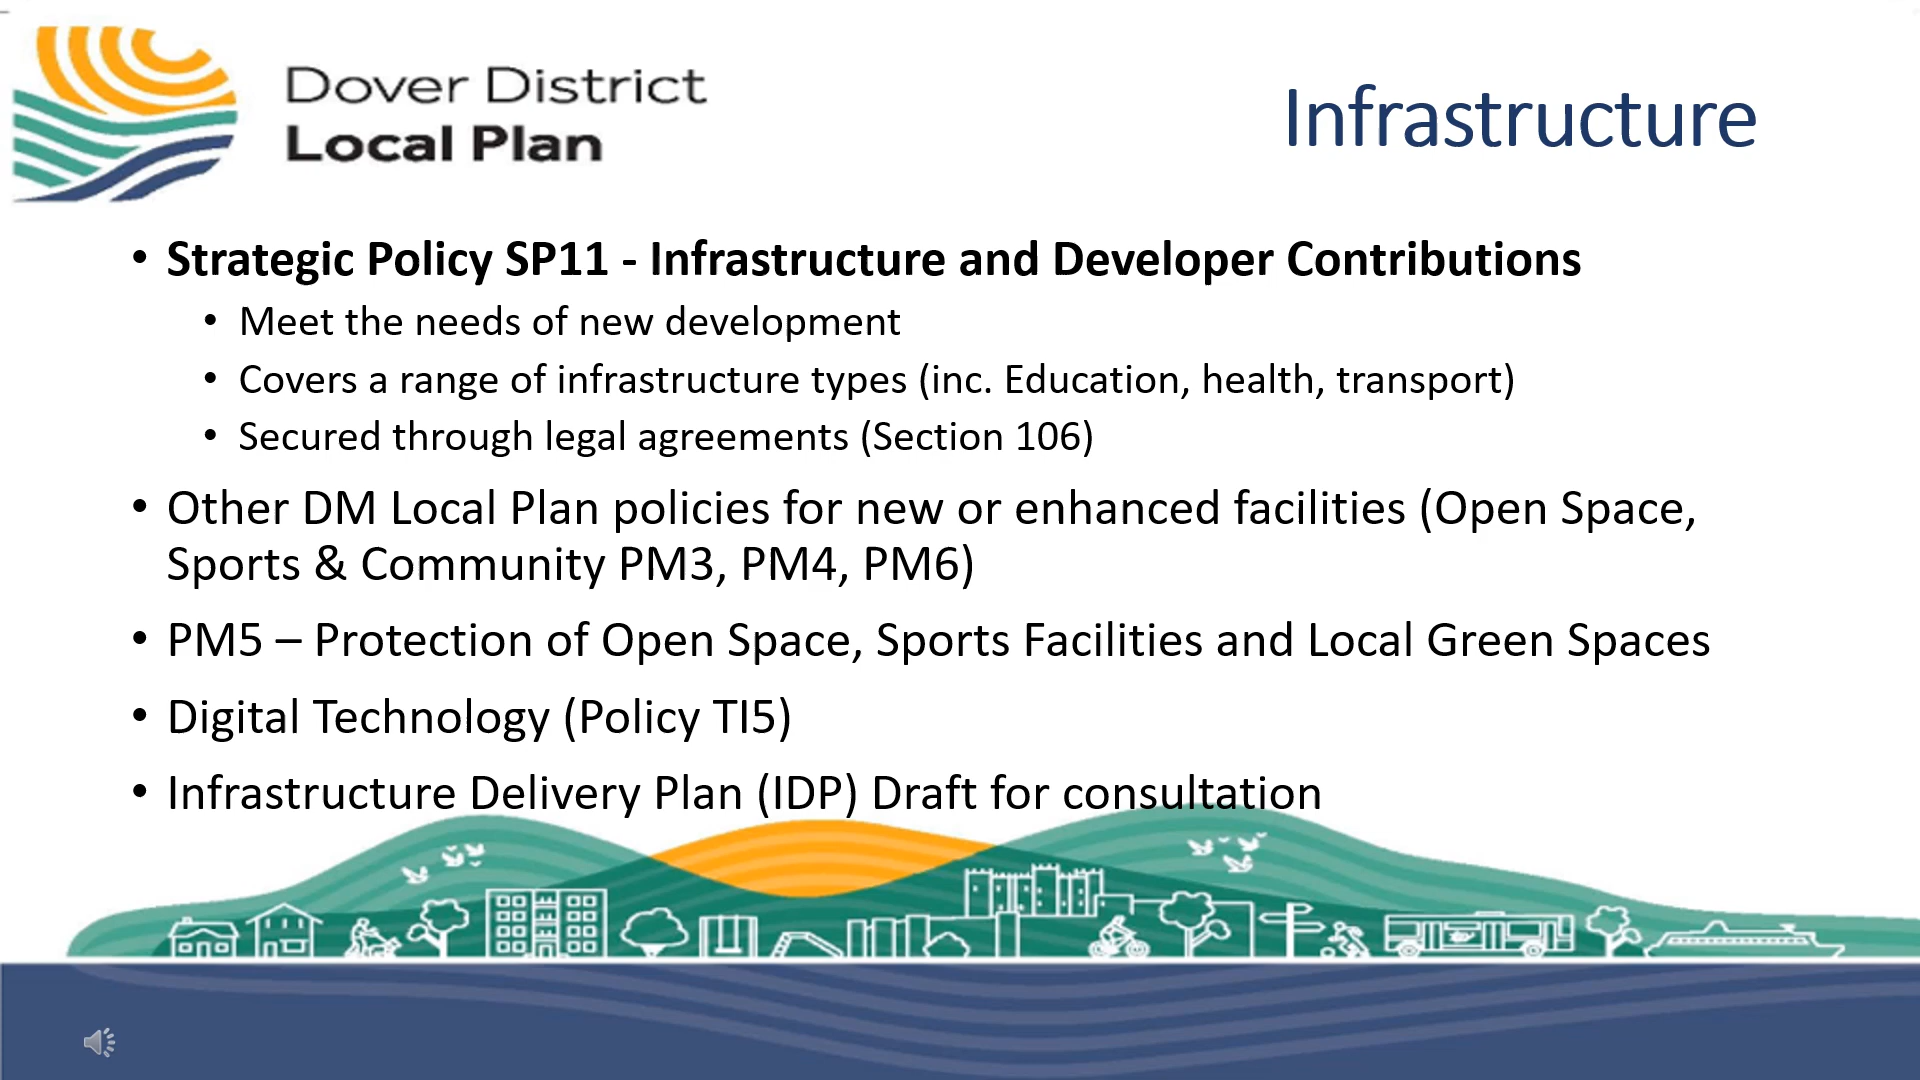 Dover District
Local Plan
Infrastructure
• Strategic Policy SP11 - Infrastructure and Developer Contributions
• Meet the needs of new development
• Covers a range of infrastructure types (inc. Education, health, transport)
• Secured through legal agreements (Section 106)
• Other DM Local Plan policies for new or enhanced facilities (Open Space,
Sports & Community PM3, PM4, PM6)
• PM5 – Protection of Open Space, Sports Facilities and Local Green Spaces
• Digital Technology (Policy TI5)
• Infrastructure Delivery Plan (IDP) Draft for consultation